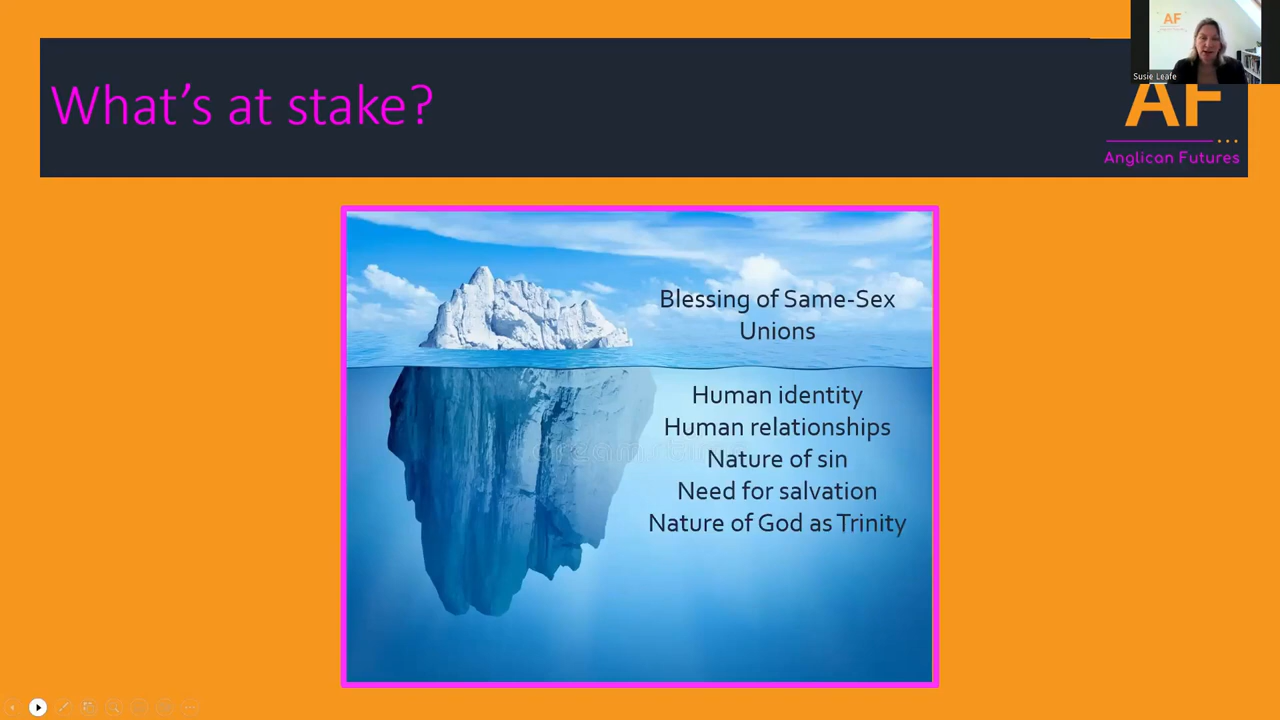 What's at stake?
AF
Susie Leafe
AF
Anglican Futures
Blessing of Same-Sex
Unions
Human identity
Human relationships
Nature of sin
Need for salvation
Nature of God as Trinity